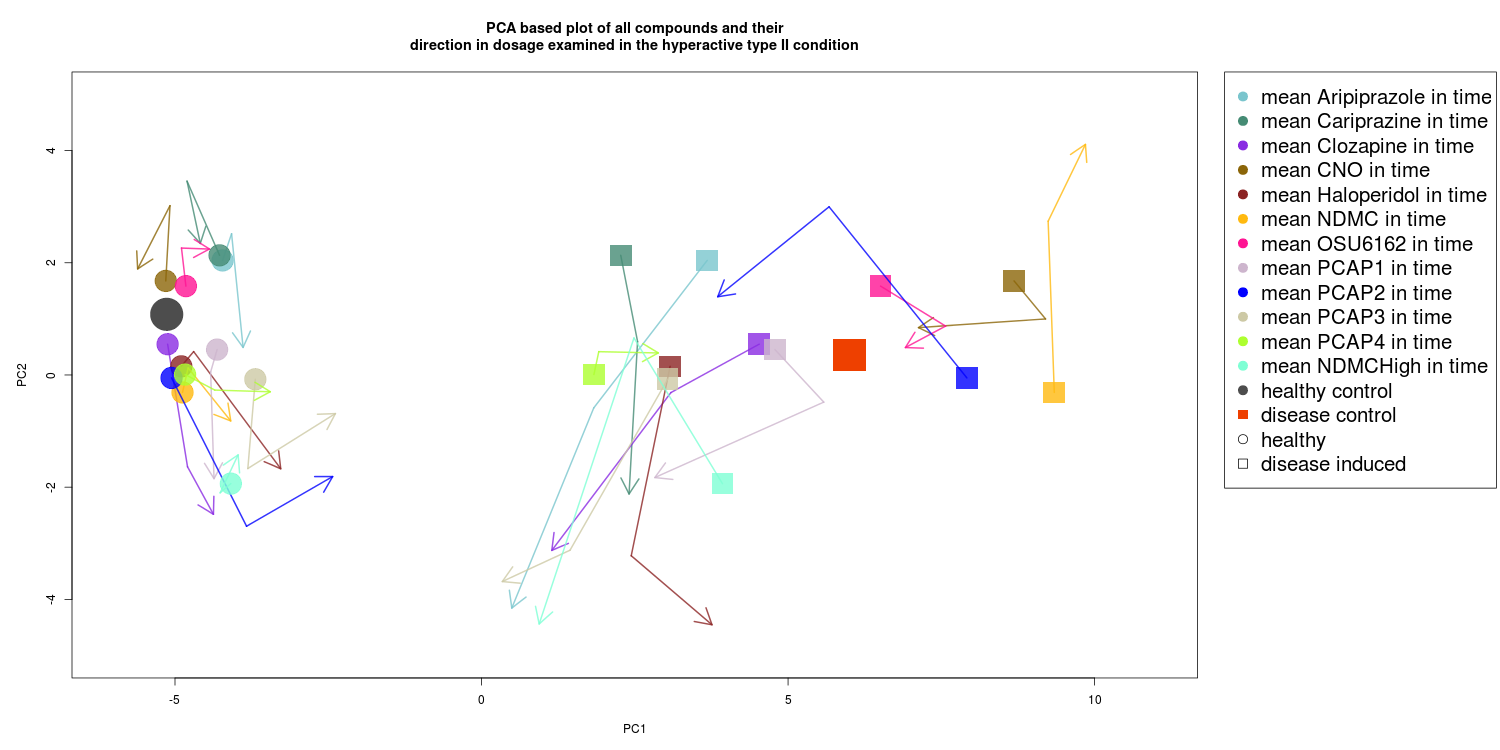 PCA based plot of all compounds and their
direction in dosage examined in the hyperactive type II condition
PC2
4
2
0
-2
-4
-5
0
5
10
PC1
mean Aripiprazole in time
mean Cariprazine in time
mean Clozapine in time
mean CNO in time
mean Haloperidol in time
mean NDMC in time
mean OSU6162 in time
mean PCAP1 in time
mean PCAP2 in time
mean PCAP3 in time
mean PCAP4 in time
mean NDMCHigh in time
healthy control
disease control
healthy
disease induced